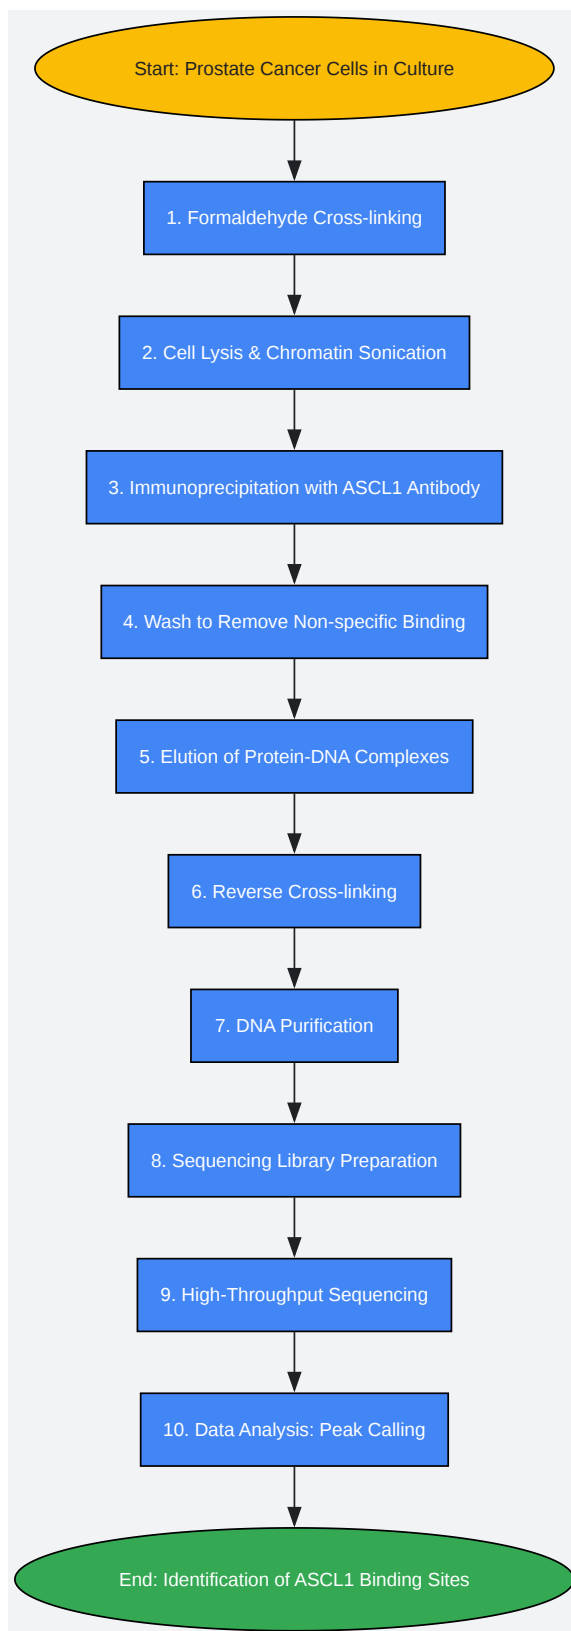 Start: Prostate Cancer Cells in Culture
1. Formaldehyde Cross-linking
2. Cell Lysis & Chromatin Sonication
3. Immunoprecipitation with ASCL1 Antibody
4. Wash to Remove Non-specific Binding
5. Elution of Protein-DNA Complexes
6. Reverse Cross-linking
7. DNA Purification
8. Sequencing Library Preparation
9. High-Throughput Sequencing
10. Data Analysis: Peak Calling
End: Identification of ASCL1 Binding Sites